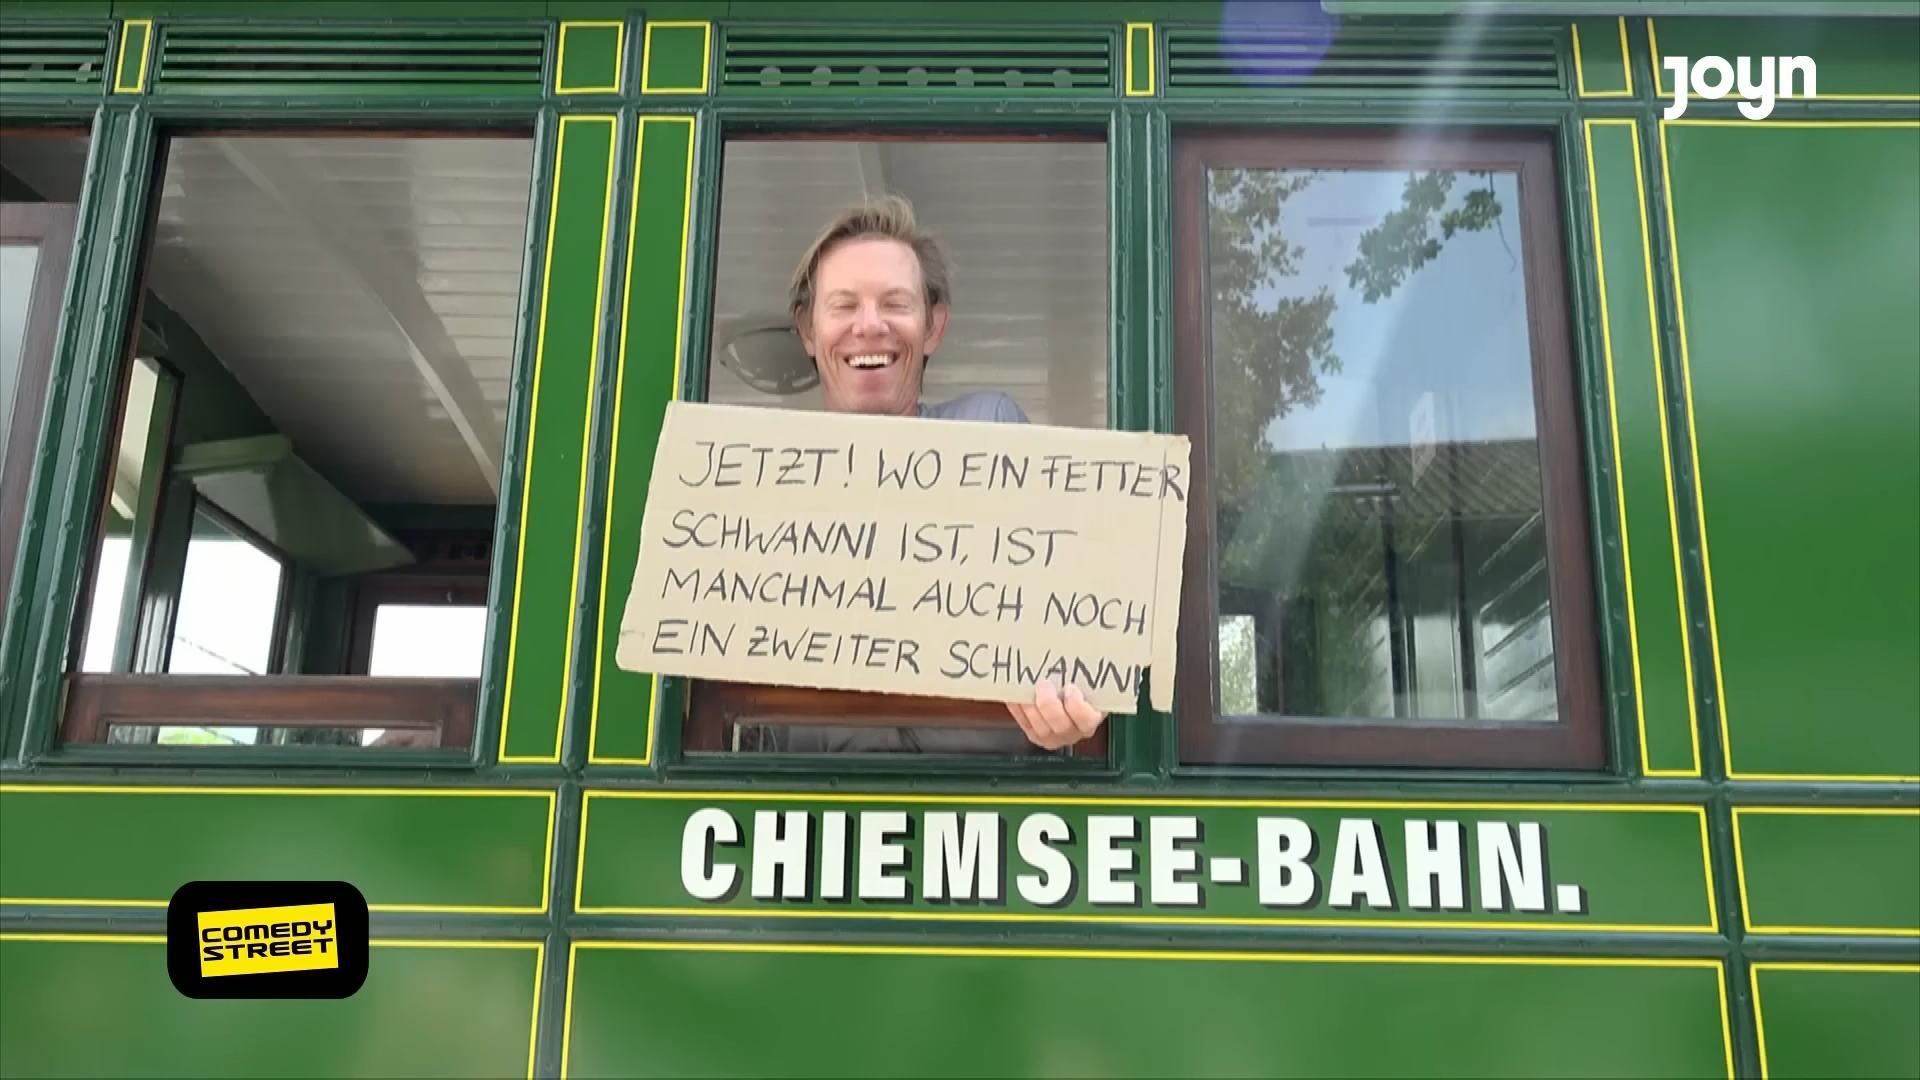 joyn
JETZT! WO EIN FETTER
SCHWANNI IST, IST
MANCHMAL AUCH NOCH
EIN ZWEITER SCHWANNI
CHIEMSEE-BAHN.
COMEDY
STREET